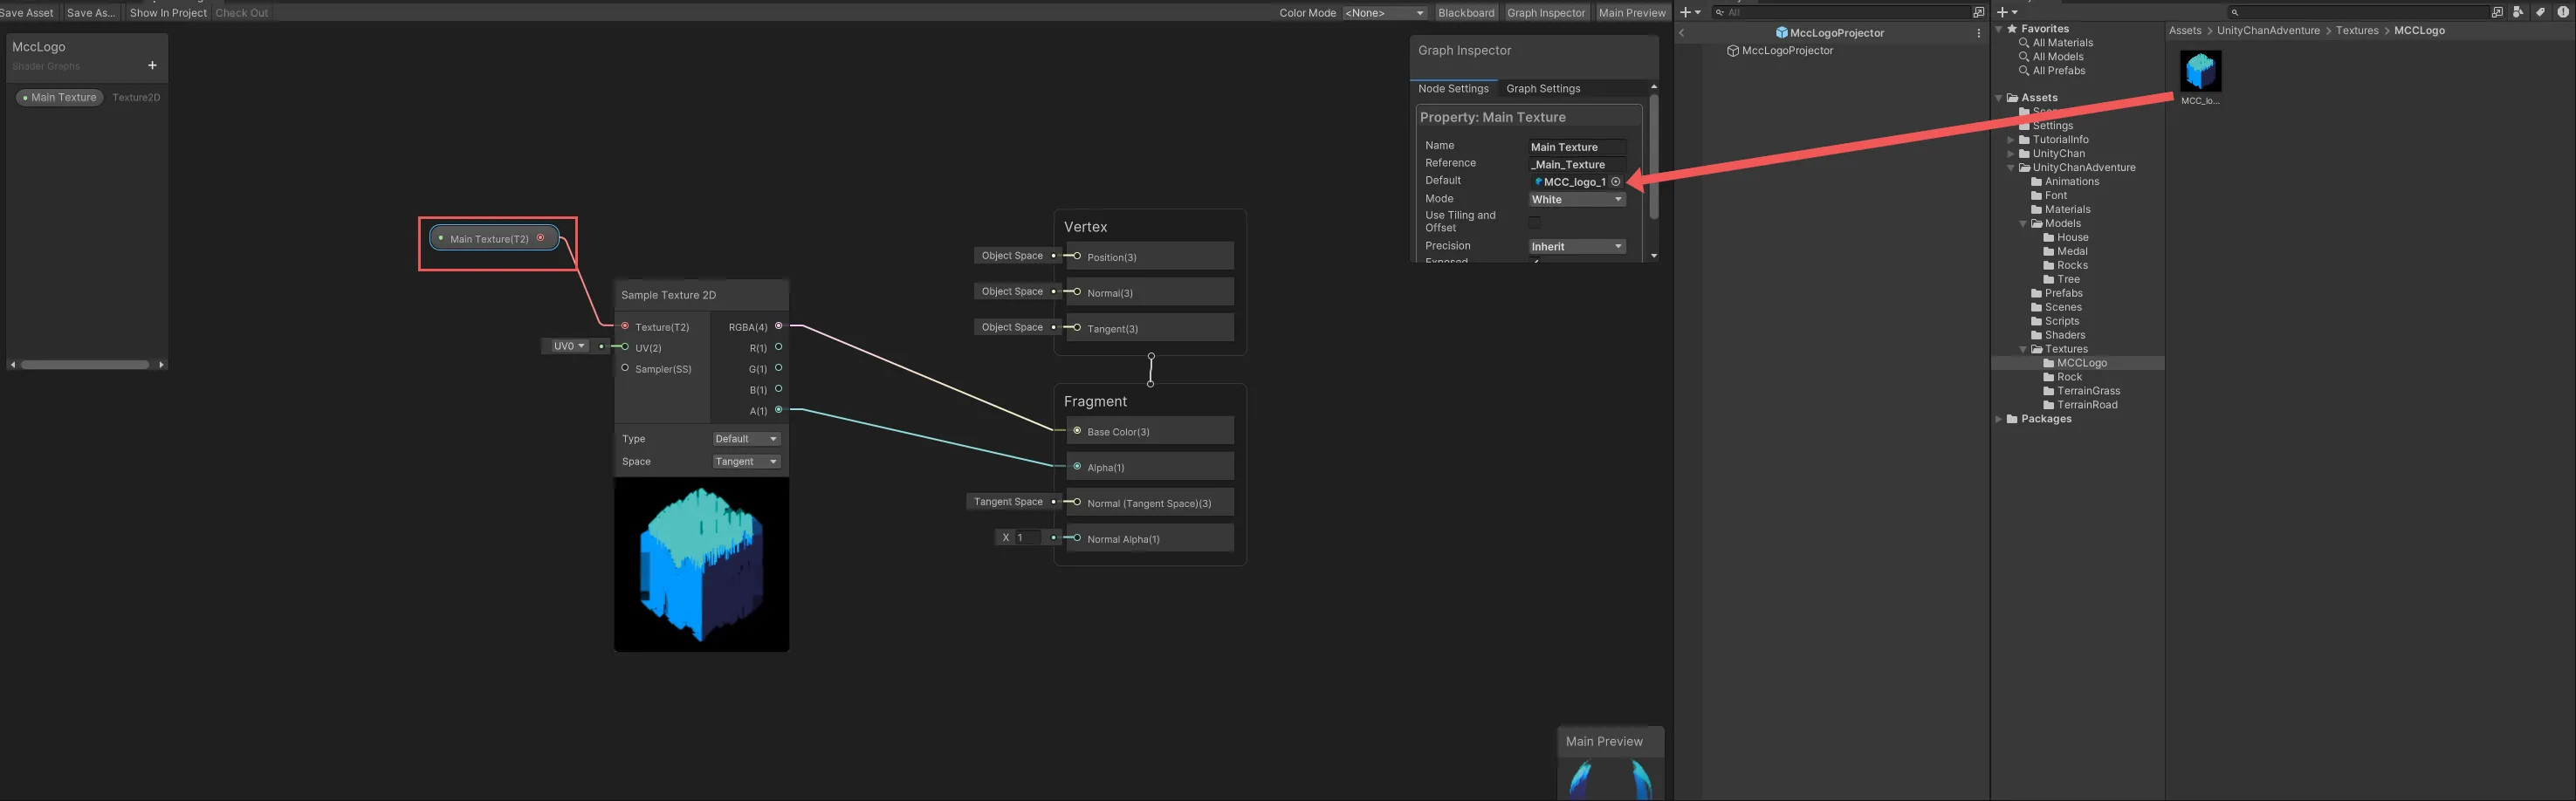 Save Asset
Save As...
Show In Project
Check Out
Color Mode
<None>
Blackboard
Graph Inspector
Main Preview
MccLogo
Shader Graphs
+
Main Texture
Texture2D
Main Texture(T2)
Sample Texture 2D
Texture(T2)
RGBA(4)
UV0
UV(2)
R(1)
Sampler(SS)
G(1)
B(1)
A(1)
Type
Default
Space
Tangent
Vertex
Object Space
Position(3)
Object Space
Normal(3)
Object Space
Tangent(3)
Fragment
Base Color(3)
Alpha(1)
Tangent Space
Normal (Tangent Space)(3)
X 1
Normal Alpha(1)
Graph Inspector
Node Settings
Graph Settings
Property: Main Texture
Name
Main Texture
Reference
_Main_Texture
Default
MCC_logo_1
Mode
White
Use Tiling and
Offset
Precision
Inherit
Exposed
Main Preview
All
MccLogoProjector
MccLogoProjector
Favorites
All Materials
All Models
All Prefabs
Assets
Settings
TutorialInfo
UnityChan
UnityChanAdventure
Animations
Font
Materials
Models
House
Medal
Rocks
Tree
Prefabs
Scenes
Scripts
Shaders
Textures
MCCLogo
Rock
TerrainGrass
TerrainRoad
Packages
Assets > UnityChanAdventure > Textures > MCCLogo
MCC_lo...